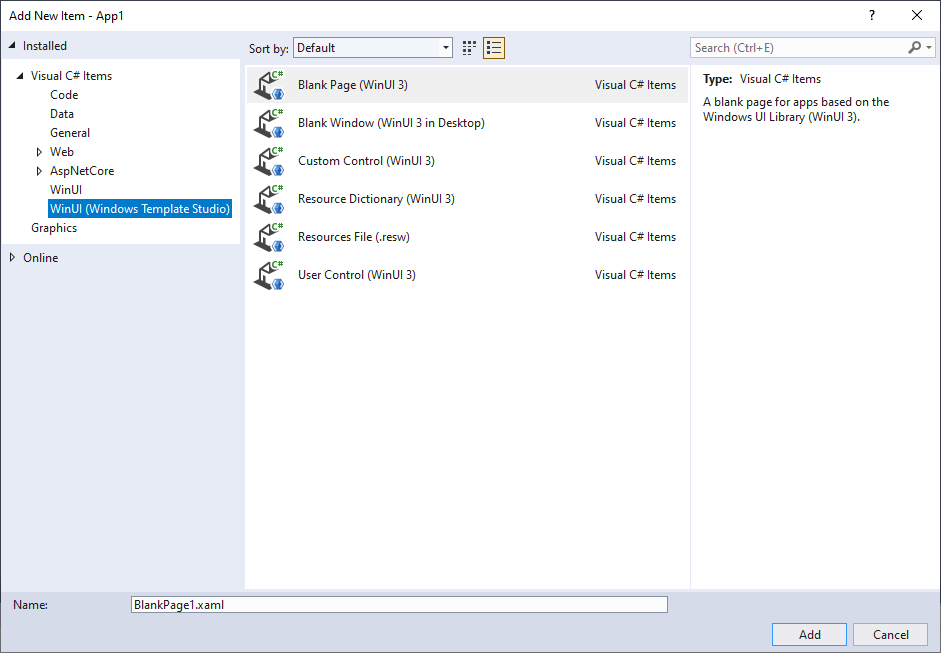 Add New Item - App1
?
Installed
Sort by: Default
Search (Ctrl+E)
Visual C# Items
Code
Data
General
Web
AspNetCore
WinUI
WinUI (Windows Template Studio)
Graphics
Online
C# Blank Page (WinUI 3) Visual C# Items
C# Blank Window (WinUI 3 in Desktop) Visual C# Items
C# Custom Control (WinUI 3) Visual C# Items
C# Resource Dictionary (WinUI 3) Visual C# Items
C# Resources File (.resw) Visual C# Items
C# User Control (WinUI 3) Visual C# Items
Type: Visual C# Items
A blank page for apps based on the
Windows UI Library (WinUI 3).
Name: BlankPage1.xaml
Add Cancel